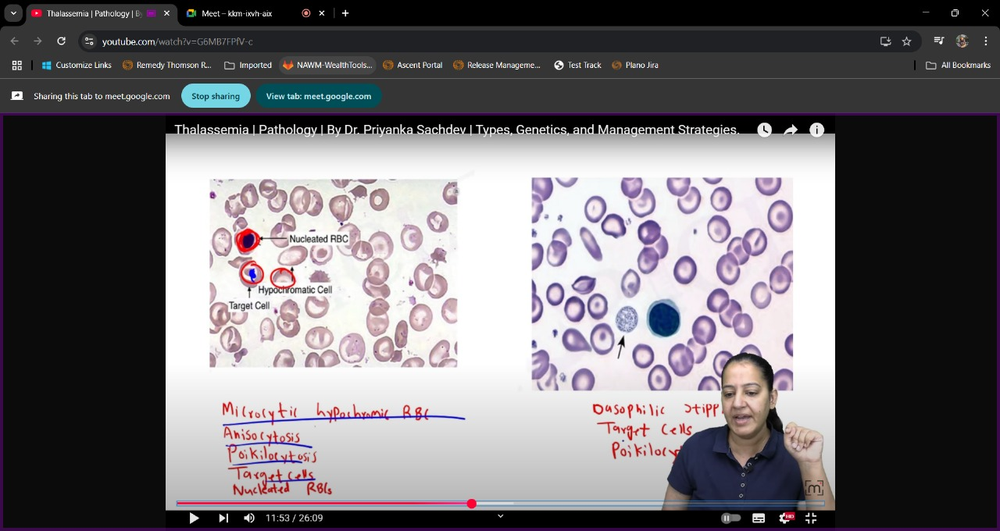 Thalassemia | Pathology | By
Meet – kkm-ixvh-aix
youtube.com/watch?v=G6MB7FPfV-c
Customize Links
Remedy Thomson R...
Imported
NAWM-WealthTools...
Ascent Portal
Release Manageme...
Test Track
Plano Jira
All Bookmarks
Sharing this tab to meet.google.com
Stop sharing
View tab: meet.google.com
Thalassemia | Pathology | By Dr. Priyanka Sachdev | Types, Genetics, and Management Strategies.
Nucleated RBC
Hypochromatic Cell
Target Cell
Microcytic hypochromic RBC
Anisocytosis
Poikilocytosis
Target cells
Nucleated RBCs
Basophilic stipp
Target cells
Poikilocy
[m]
11:53 / 26:09
HD